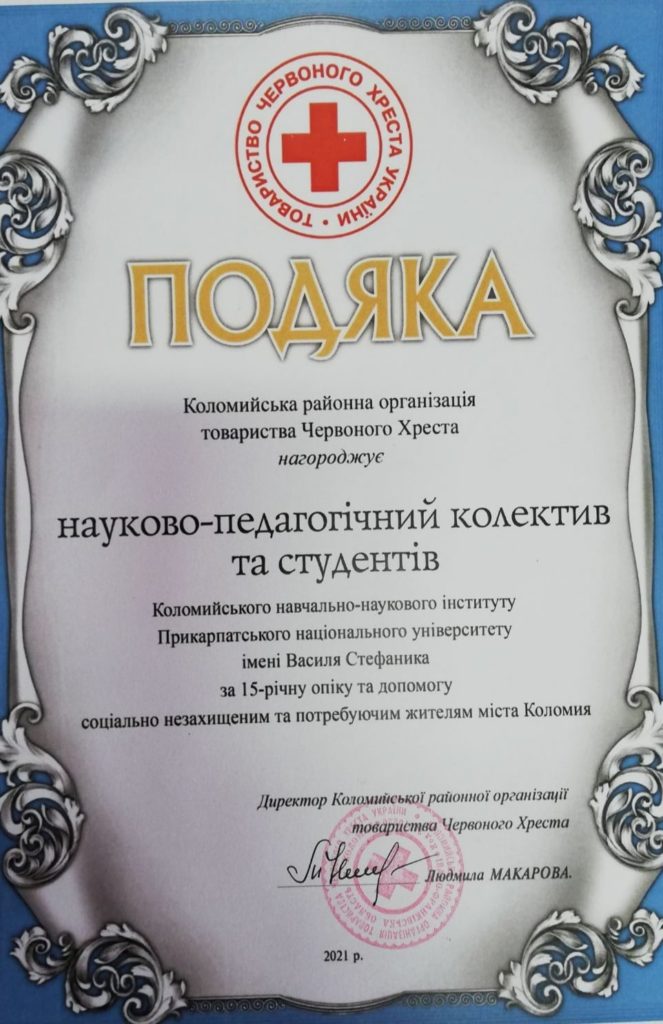 ТОВАРИСТВО ЧЕРВОНОГО ХРЕСТА УКРАЇНИ •
ПОДЯКА
Коломийська районна організація
товариства Червоного Хреста
нагороджує
науково-педагогічний колектив
та студентів
Коломийського навчально-наукового інституту
Прикарпатського національного університету
імені Василя Стефаника
за 15-річну опіку та допомогу
соціально незахищеним та потребуючим жителям міста Коломия
Директор Коломийської районної організації
товариства Червоного Хреста
Людмила МАКАРОВА.
2021 р.